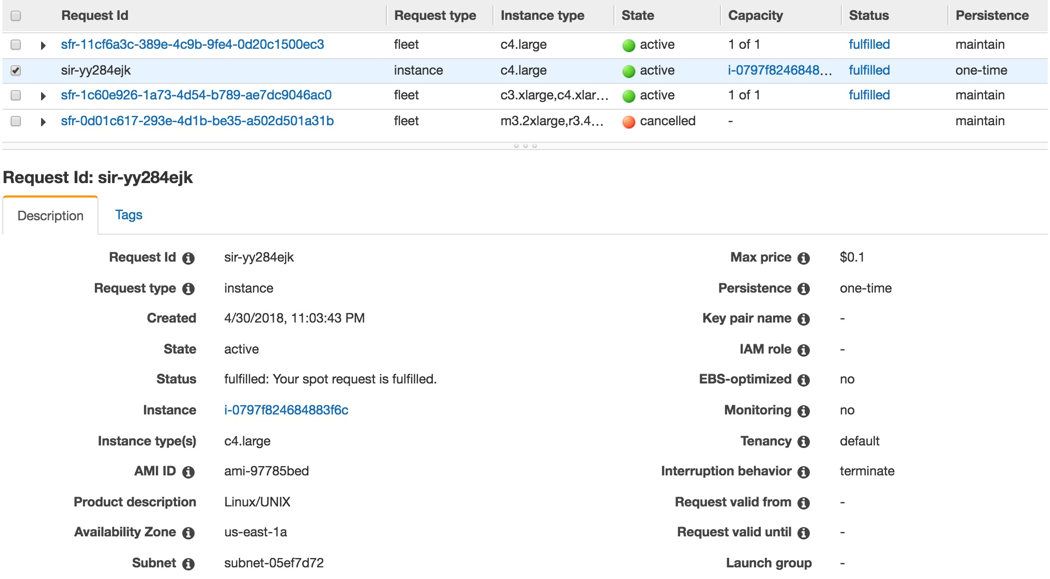 Request Id Request type Instance type State Capacity Status Persistence
sfr-11cf6a3c-389e-4c9b-9fe4-0d20c1500ec3 fleet c4.large active 1 of 1 fulfilled maintain
sir-yy284ejk instance c4.large active i-0797f8246848... fulfilled one-time
sfr-1c60e926-1a73-4d54-b789-ae7dc9046ac0 fleet c3.xlarge,c4.xlar... active 1 of 1 fulfilled maintain
sfr-0d01c617-293e-4d1b-be35-a502d501a31b fleet m3.2xlarge,r3.4... cancelled - maintain
Request Id: sir-yy284ejk
Description Tags
Request Id sir-yy284ejk Max price $0.1
Request type instance Persistence one-time
Created 4/30/2018, 11:03:43 PM Key pair name -
State active IAM role -
Status fulfilled: Your spot request is fulfilled. EBS-optimized no
Instance i-0797f824684883f6c Monitoring no
Instance type(s) c4.large Tenancy default
AMI ID ami-97785bed Interruption behavior terminate
Product description Linux/UNIX Request valid from -
Availability Zone us-east-1a Request valid until -
Subnet subnet-05ef7d72 Launch group -